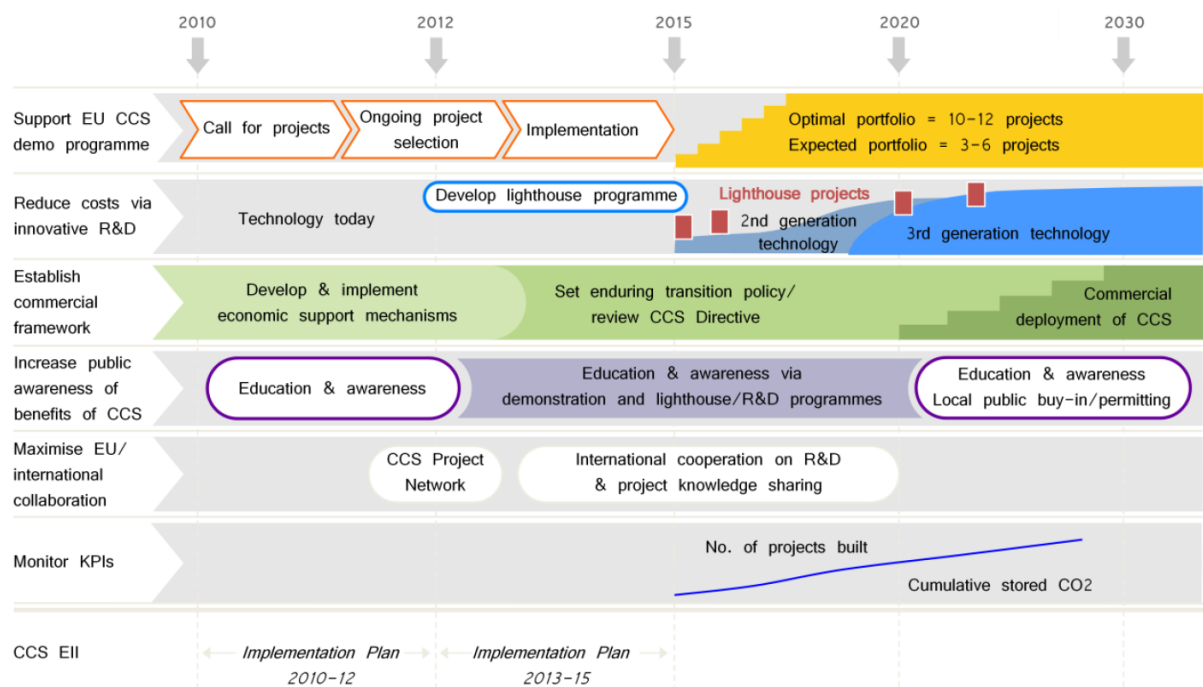 2010 2012 2015 2020 2030
Support EU CCS
demo programme
Call for projects
Ongoing project
selection
Implementation
Optimal portfolio = 10-12 projects
Expected portfolio = 3-6 projects
Reduce costs via
innovative R&D
Technology today
Develop lighthouse programme
Lighthouse projects
2nd generation
technology
3rd generation technology
Establish
commercial
framework
Develop & implement
economic support mechanisms
Set enduring transition policy/
review CCS Directive
Commercial
deployment of CCS
Increase public
awareness of
benefits of CCS
Education & awareness
Education & awareness via
demonstration and lighthouse/R&D programmes
Education & awareness
Local public buy-in/permitting
Maximise EU/
international
collaboration
CCS Project
Network
International cooperation on R&D
& project knowledge sharing
Monitor KPIs
No. of projects built
Cumulative stored CO2
CCS EII
Implementation Plan
2010-12
Implementation Plan
2013-15